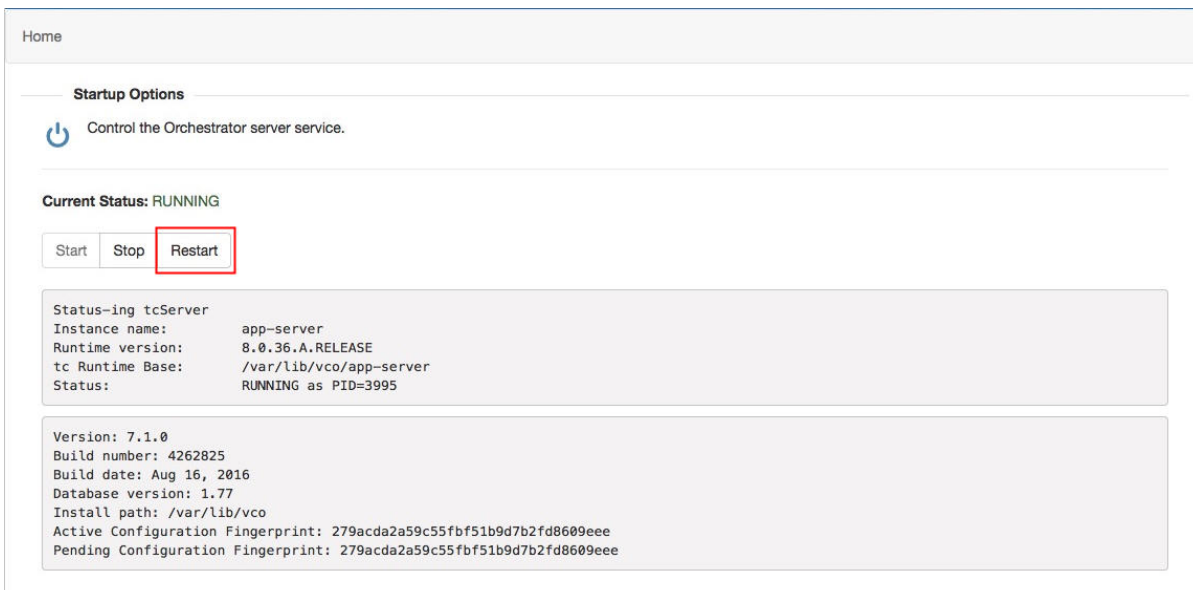 Home
Startup Options
Control the Orchestrator server service.
Current Status: RUNNING
Start Stop Restart
Status-ing tcServer
Instance name: app-server
Runtime version: 8.0.36.A.RELEASE
tc Runtime Base: /var/lib/vco/app-server
Status: RUNNING as PID=3995
Version: 7.1.0
Build number: 4262825
Build date: Aug 16, 2016
Database version: 1.77
Install path: /var/lib/vco
Active Configuration Fingerprint: 279acda2a59c55fbf51b9d7b2fd8609eee
Pending Configuration Fingerprint: 279acda2a59c55fbf51b9d7b2fd8609eee